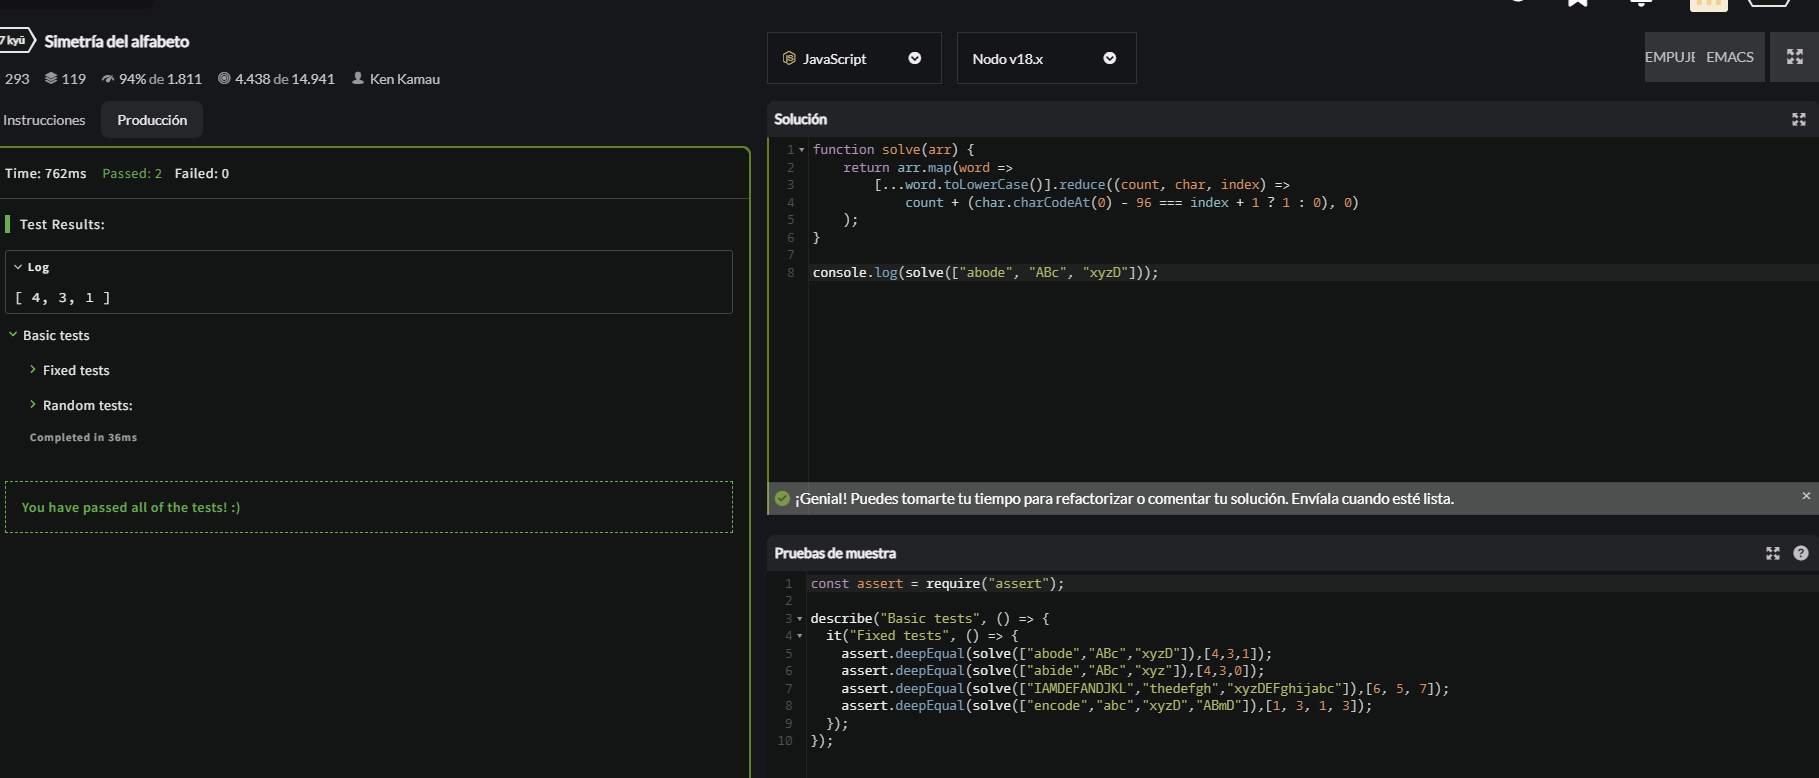 7 kyū Simetría del alfabeto
293 119 94% de 1.811 4.438 de 14.941 Ken Kamau
Instrucciones Producción
Time: 762ms Passed: 2 Failed: 0
Test Results:
Log
[ 4, 3, 1 ]
Basic tests
Fixed tests
Random tests:
Completed in 36ms
You have passed all of the tests! :)
JavaScript Nodo v18.x EMACS
Solución
1 function solve(arr) {
2 return arr.map(word =>
3 [...word.toLowerCase()].reduce((count, char, index) =>
4 count + (char.charCodeAt(0) - 96 === index + 1 ? 1 : 0), 0)
5 );
6 }
7
8 console.log(solve(["abode", "ABc", "xyzD"]));
¡Genial! Puedes tomarte tu tiempo para refactorizar o comentar tu solución. Envíala cuando esté lista.
Pruebas de muestra
1 const assert = require("assert");
2
3 describe("Basic tests", () => {
4 it("Fixed tests", () => {
5 assert.deepEqual(solve(["abode","ABc","xyzD"]),[4,3,1]);
6 assert.deepEqual(solve(["abide","ABc","xyz"]),[4,3,0]);
7 assert.deepEqual(solve(["IAMDEFANDJKL","thedefgh","xyzDEFghijabc"]),[6, 5, 7]);
8 assert.deepEqual(solve(["encode","abc","xyzD","ABmD"]),[1, 3, 1, 3]);
9 });
10 });